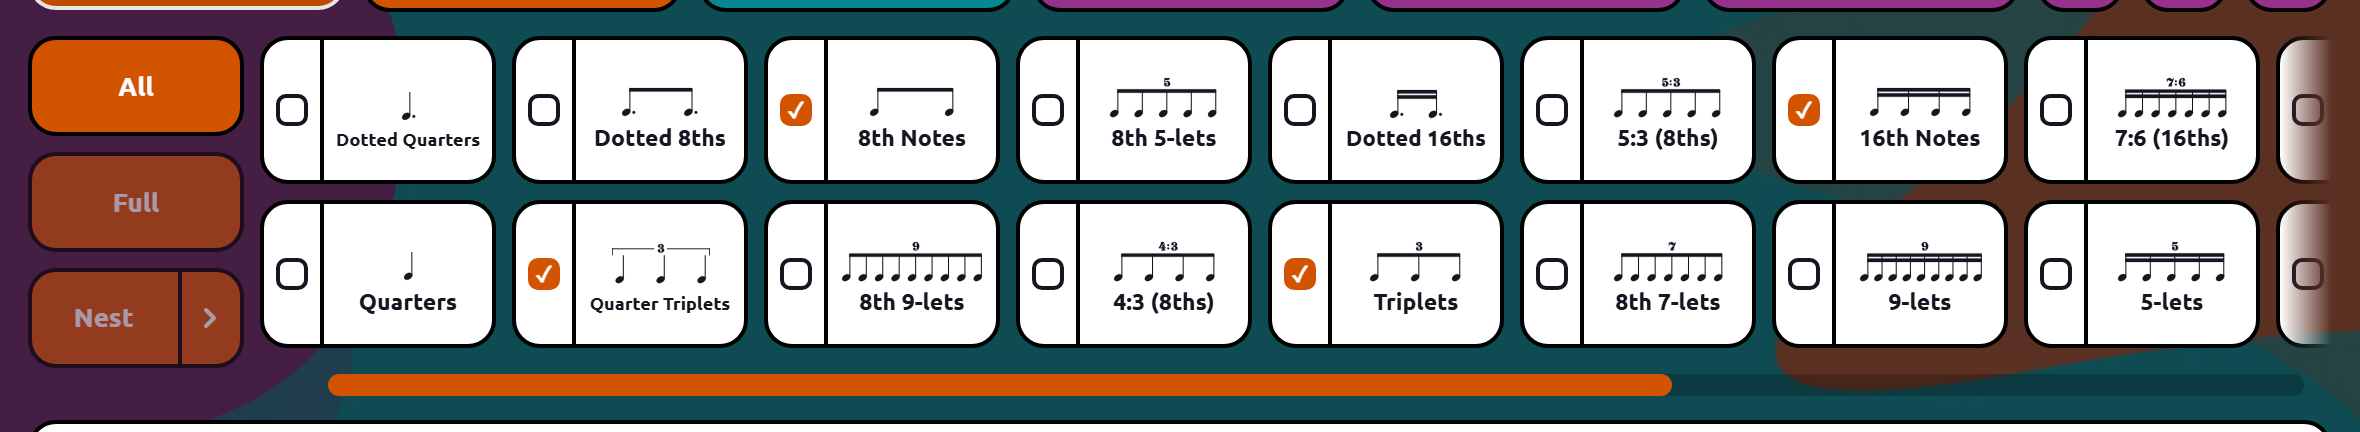 All
Full
Nest
Dotted Quarters
Dotted 8ths
8th Notes
5
8th 5-lets
Dotted 16ths
5:3
5:3 (8ths)
16th Notes
7:6
7:6 (16ths)
Quarters
3
Quarter Triplets
9
8th 9-lets
4:3
4:3 (8ths)
3
Triplets
7
8th 7-lets
9
9-lets
5
5-lets